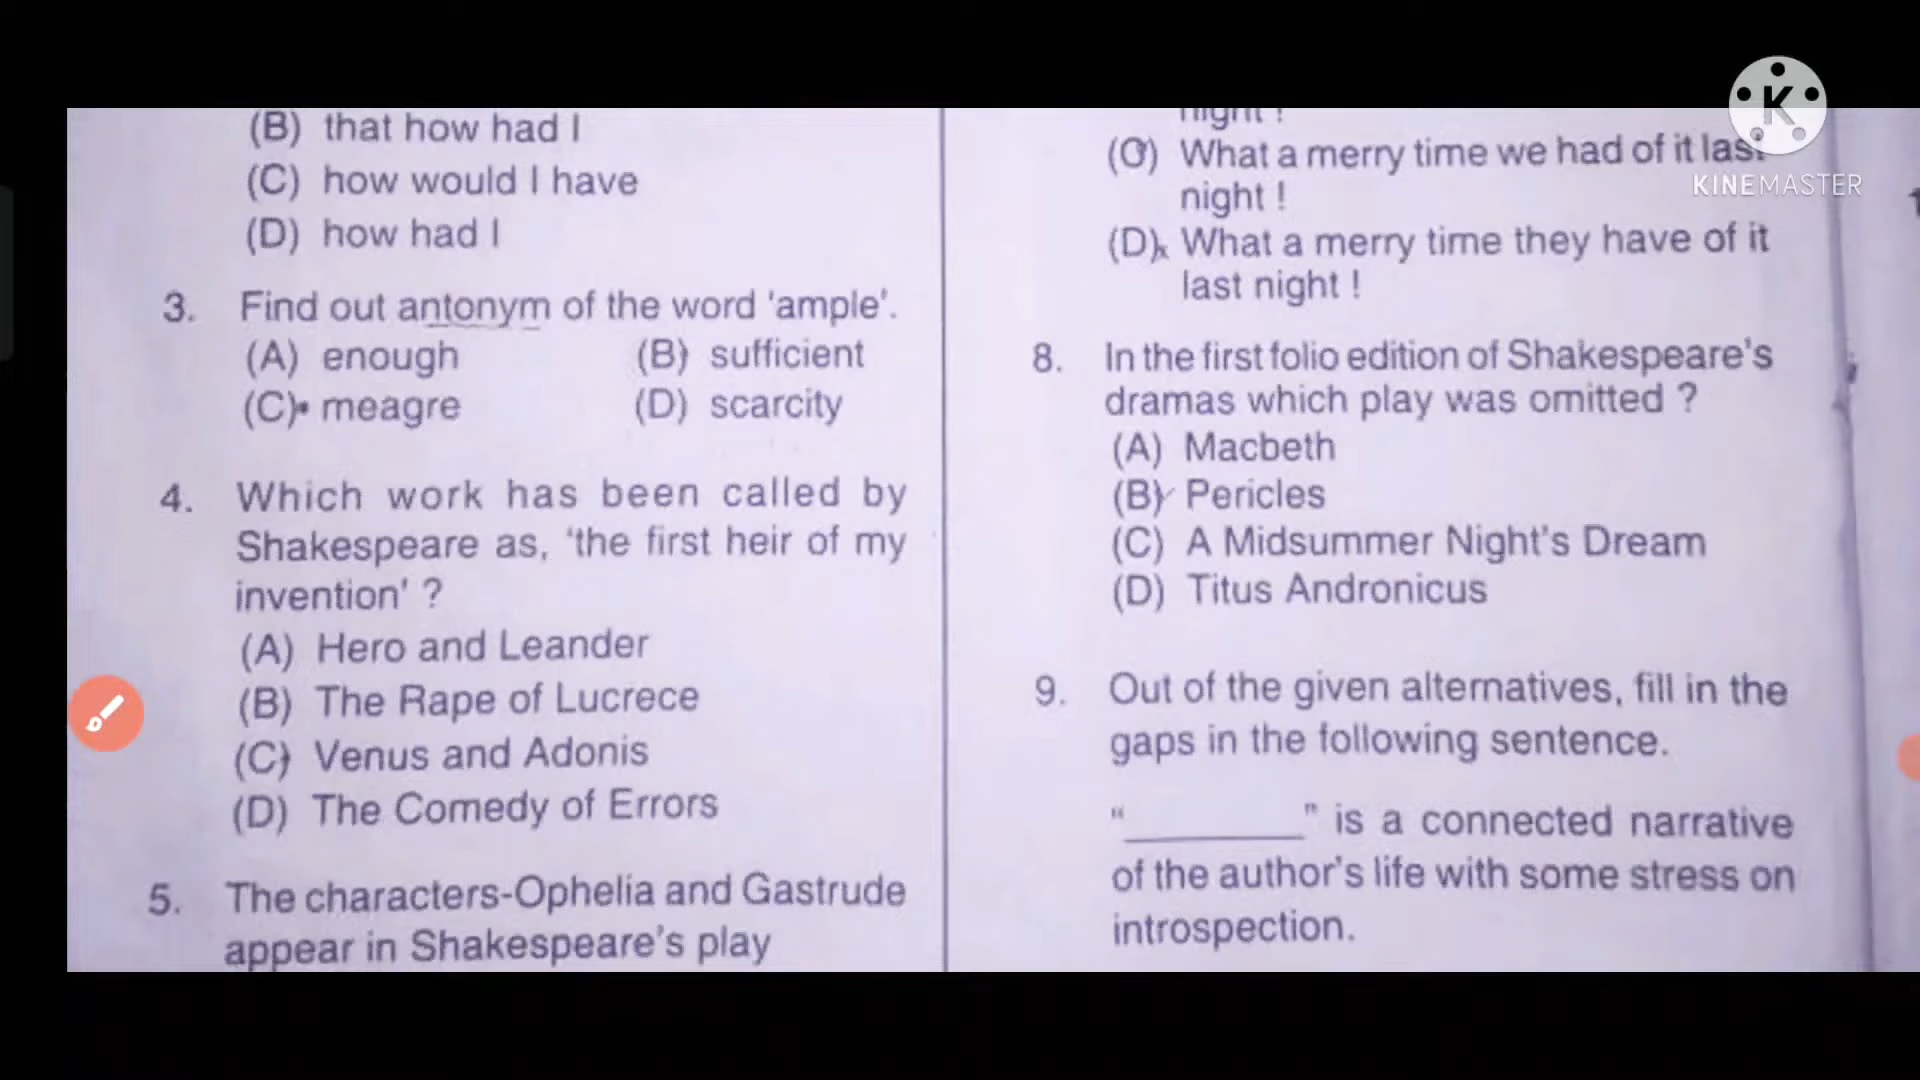 (B) that how had I
(C) how would I have
(D) how had I
3. Find out antonym of the word 'ample'.
(A) enough (B) sufficient
(C) meagre (D) scarcity
4. Which work has been called by
Shakespeare as, 'the first heir of my
invention' ?
(A) Hero and Leander
(B) The Rape of Lucrece
(C) Venus and Adonis
(D) The Comedy of Errors
5. The characters-Ophelia and Gastrude
appear in Shakespeare's play
night !
(C) What a merry time we had of it last
night !
(D) What a merry time they have of it
last night !
8. In the first folio edition of Shakespeare's
dramas which play was omitted ?
(A) Macbeth
(B) Pericles
(C) A Midsummer Night's Dream
(D) Titus Andronicus
9. Out of the given alternatives, fill in the
gaps in the following sentence.
"_________" is a connected narrative
of the author's life with some stress on
introspection.
K
KINEMASTER